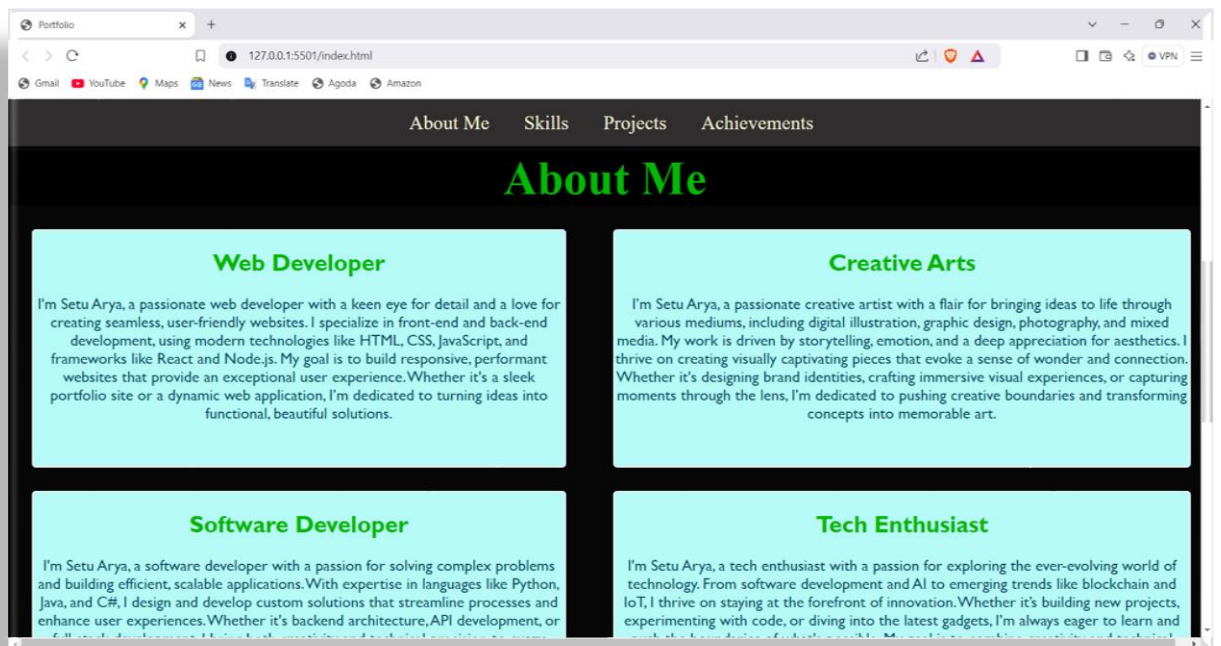 Portfolio
127.0.0.1:5501/index.html
VPN
Gmail YouTube Maps News Translate Agoda Amazon
About Me Skills Projects Achievements
About Me
Web Developer
I'm Setu Arya, a passionate web developer with a keen eye for detail and a love for
creating seamless, user-friendly websites. I specialize in front-end and back-end
development, using modern technologies like HTML, CSS, JavaScript, and
frameworks like React and Node.js. My goal is to build responsive, performant
websites that provide an exceptional user experience. Whether it's a sleek
portfolio site or a dynamic web application, I'm dedicated to turning ideas into
functional, beautiful solutions.
Creative Arts
I'm Setu Arya, a passionate creative artist with a flair for bringing ideas to life through
various mediums, including digital illustration, graphic design, photography, and mixed
media. My work is driven by storytelling, emotion, and a deep appreciation for aesthetics. I
thrive on creating visually captivating pieces that evoke a sense of wonder and connection.
Whether it's designing brand identities, crafting immersive visual experiences, or capturing
moments through the lens, I'm dedicated to pushing creative boundaries and transforming
concepts into memorable art.
Software Developer
I'm Setu Arya, a software developer with a passion for solving complex problems
and building efficient, scalable applications. With expertise in languages like Python,
Java, and C#, I design and develop custom solutions that streamline processes and
enhance user experiences. Whether it's backend architecture, API development, or
Tech Enthusiast
I'm Setu Arya, a tech enthusiast with a passion for exploring the ever-evolving world of
technology. From software development and AI to emerging trends like blockchain and
IoT, I thrive on staying at the forefront of innovation. Whether it's building new projects,
experimenting with code, or diving into the latest gadgets, I'm always eager to learn and